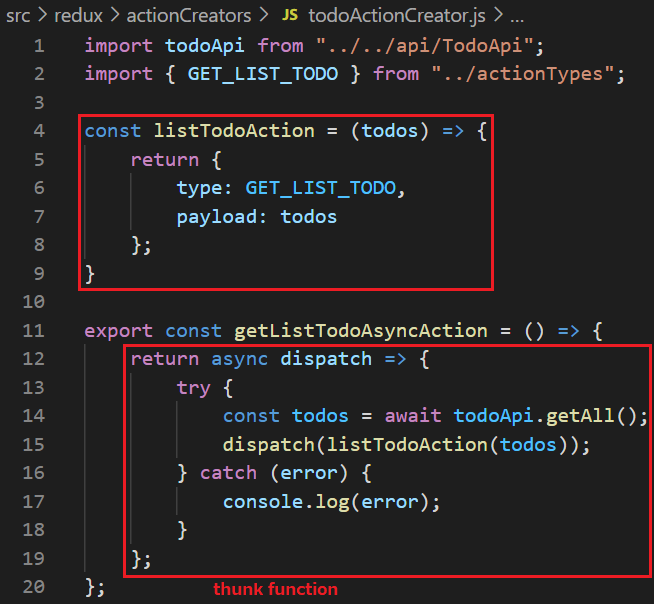 src > redux > actionCreators > JS todoActionCreator.js > ...
1 import todoApi from "../../api/TodoApi";
2 import { GET_LIST_TODO } from "../actionTypes";
3
4 const listTodoAction = (todos) => {
5     return {
6         type: GET_LIST_TODO,
7         payload: todos
8     };
9 }
10
11 export const getListTodoAsyncAction = () => {
12     return async dispatch => {
13         try {
14             const todos = await todoApi.getAll();
15             dispatch(listTodoAction(todos));
16         } catch (error) {
17             console.log(error);
18         }
19     };
20 };
thunk function